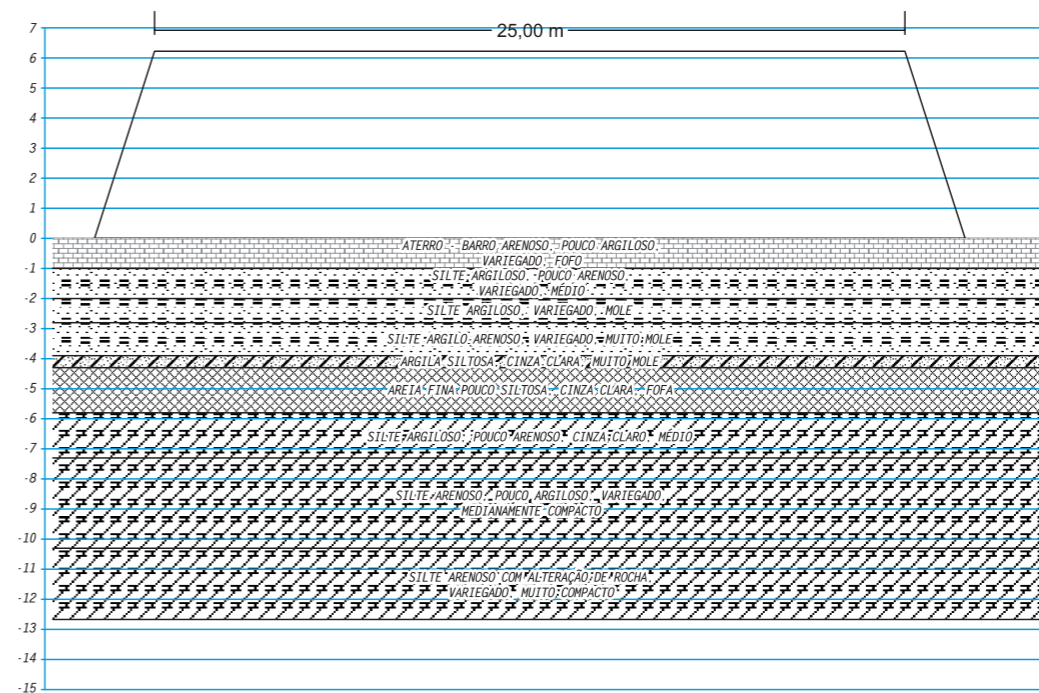 25,00 m
7
6
5
4
3
2
1
0
ATERRO - BARRO ARENOSO, POUCO ARGILOSO,
VARIEGADO, FOFO
-1
SILTE ARGILOSO, POUCO ARENOSO,
VARIEGADO, MÉDIO
-2
SILTE ARGILOSO, VARIEGADO, MOLE
-3
SILTE ARGILO ARENOSO, VARIEGADO, MUITO MOLE
-4
ARGILA SILTOSA, CINZA CLARA, MUITO MOLE
-5
AREIA FINA POUCO SILTOSA, CINZA CLARA, FOFA
-6
SILTE ARGILOSO, POUCO ARENOSO, CINZA CLARO, MÉDIO
-7
-8
SILTE ARENOSO, POUCO ARGILOSO, VARIEGADO,
-9
MEDIANAMENTE COMPACTO
-10
-11
SILTE ARENOSO COM ALTERAÇÃO DE ROCHA,
VARIEGADO, MUITO COMPACTO
-12
-13
-14
-15